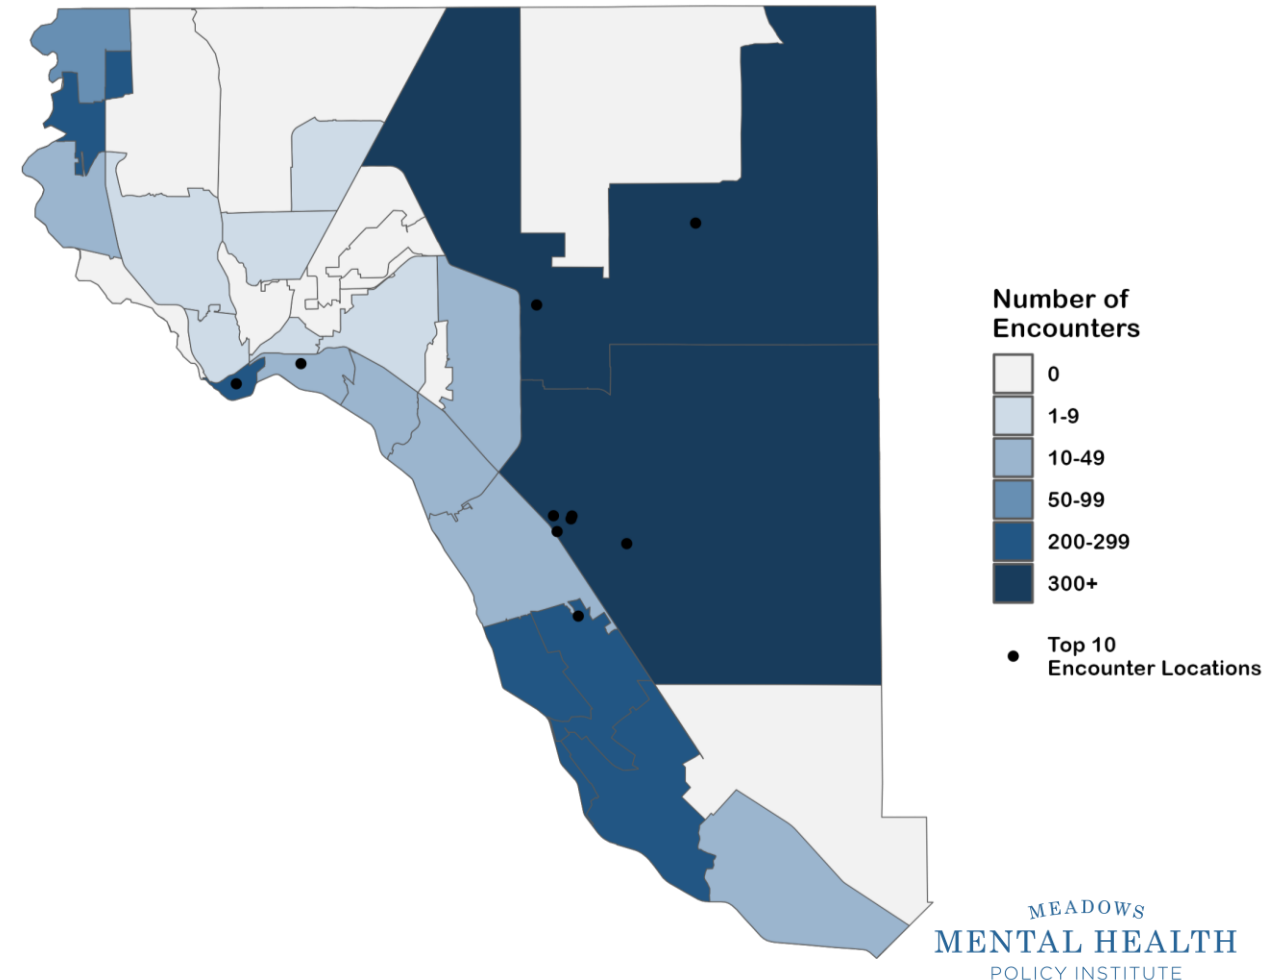 Number of
Encounters
0
1-9
10-49
50-99
200-299
300+
Top 10
Encounter Locations
MEADOWS
MENTAL HEALTH
POLICY INSTITUTE